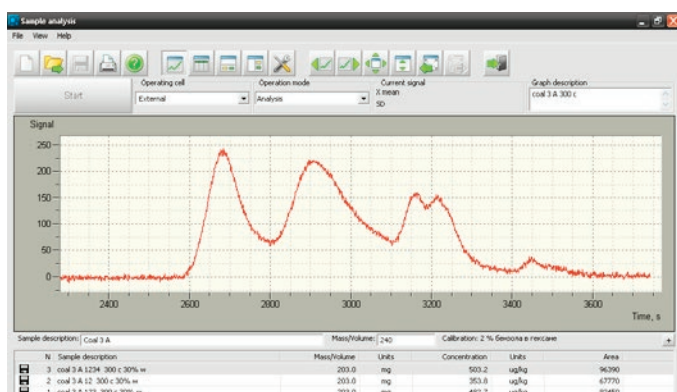 Sample analysis
File View Help
Operating cell Operation mode Current signal Graph description
Start External Analysis X mean coal 3 A 300 c
SD
Signal
250
200
150
100
50
0
2400 2600 2800 3000 3200 3400 3600
Time, s
Sample description: Coal 3 A Mass/Volume: 240 Calibration: 2 % бензола в гексане
N Sample description Mass/Volume Units Concentration Units Area
3 coal 3 A 1234 300 c 30% w 203.0 mg 503.2 ug/kg 96390
2 coal 3 A 12 300 c 30% w 203.0 mg 353.8 ug/kg 67770